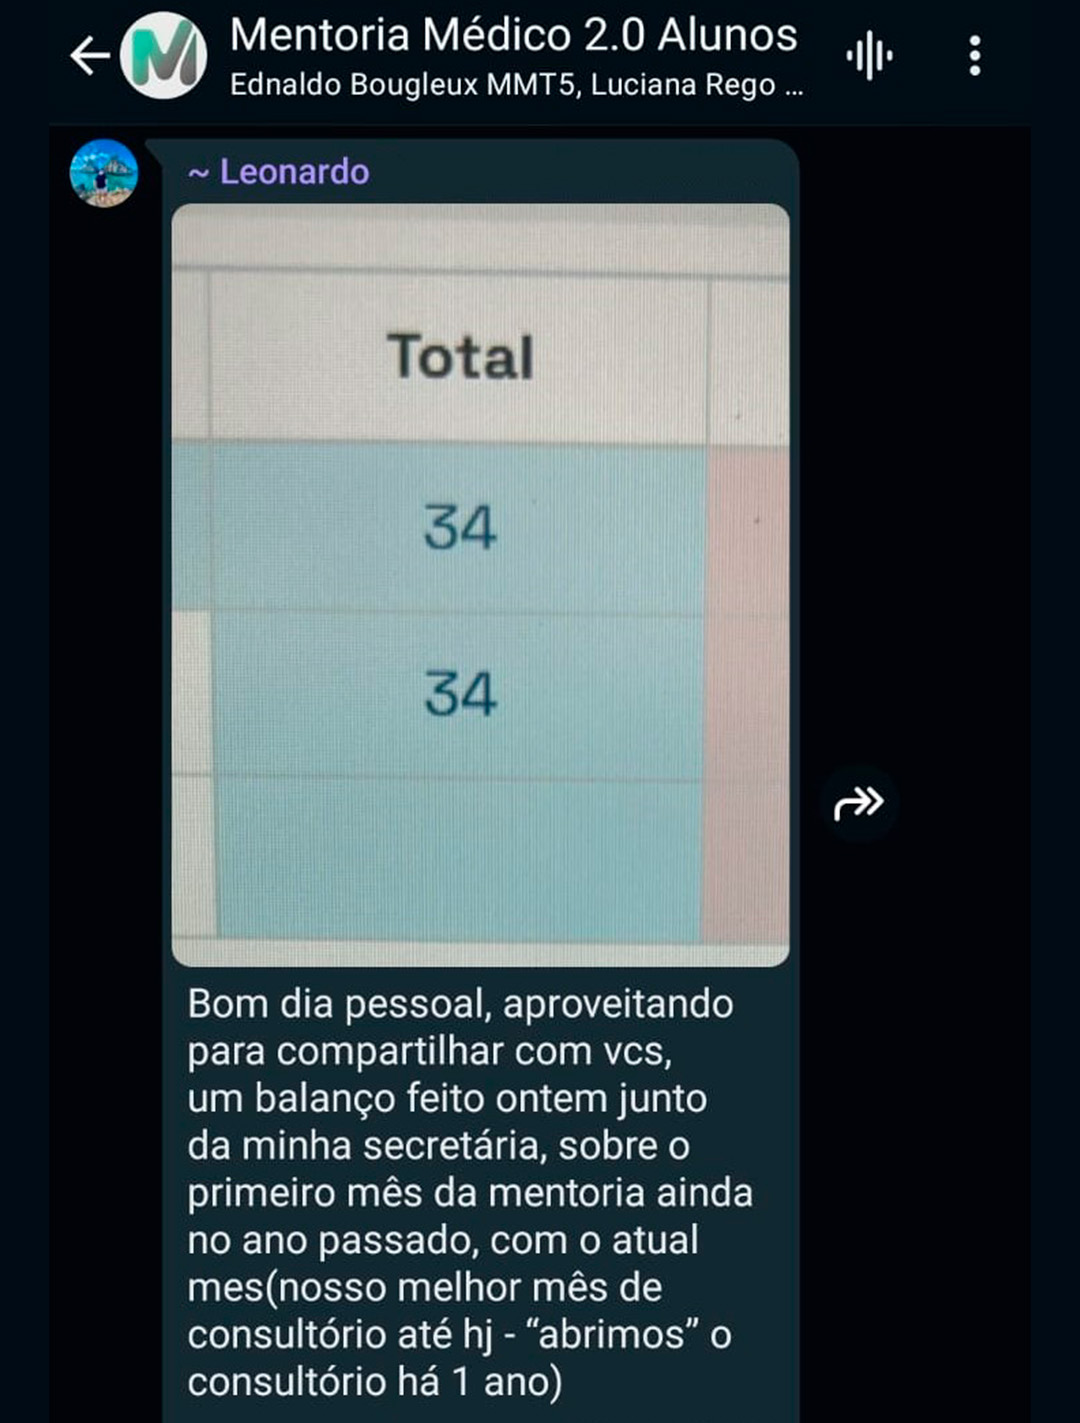 Mentoria Médico 2.0 Alunos
Ednaldo Bougleux MMT5, Luciana Rego ...
~ Leonardo
Total
34
34
Bom dia pessoal, aproveitando
para compartilhar com vcs,
um balanço feito ontem junto
da minha secretária, sobre o
primeiro mês da mentoria ainda
no ano passado, com o atual
mes(nosso melhor mês de
consultório até hj - “abrimos” o
consultório há 1 ano)